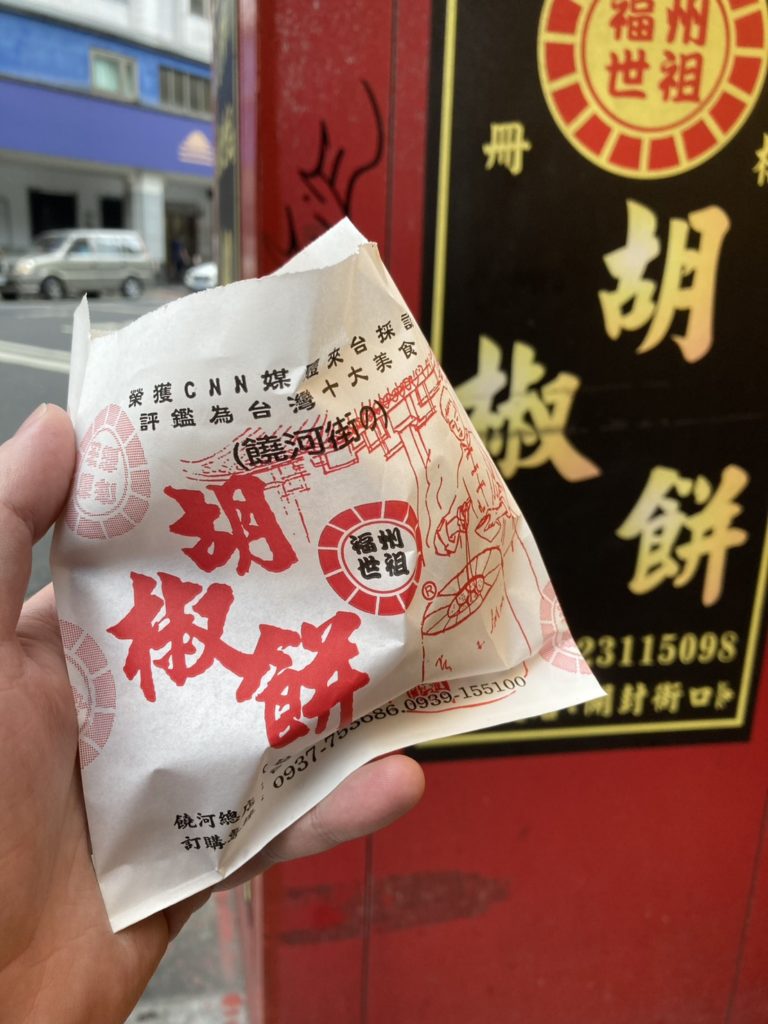 榮獲CNN媒體來台採訪
評鑑為台灣十大美食
(饒河街の)
胡椒餅
福州
世祖
®
0937-753686.0939-155100
饒河總店
訂購專
福州
世祖
冊
胡椒餅
23115098
開封街口